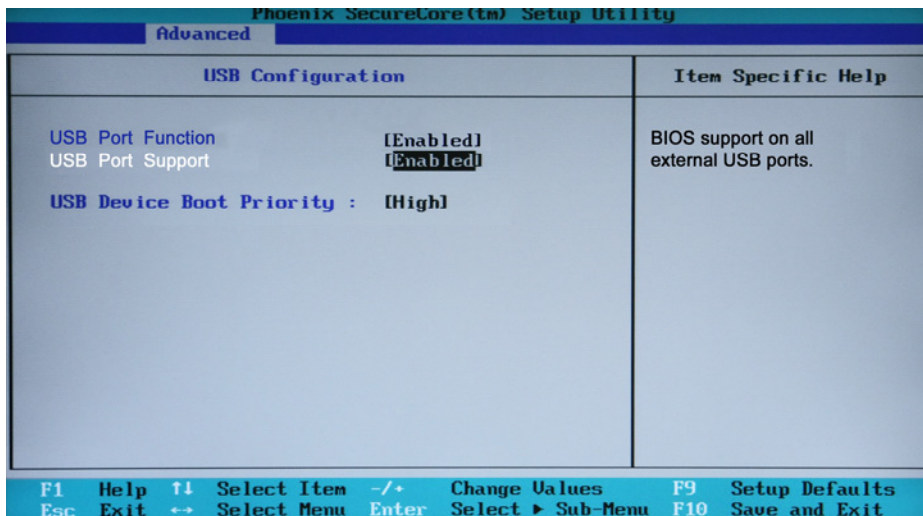 Phoenix SecureCore(tm) Setup Utility
Advanced
USB Configuration
Item Specific Help
USB Port Function [Enabled]
USB Port Support [Enabled]
USB Device Boot Priority : [High]
BIOS support on all
external USB ports.
F1 Help ↑↓ Select Item -/+ Change Values F9 Setup Defaults
Esc Exit ↔ Select Menu Enter Select ▶ Sub-Menu F10 Save and Exit